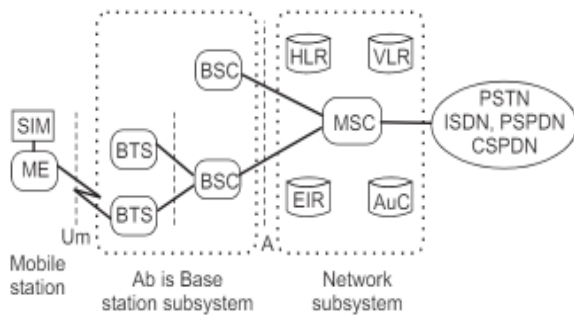 HLR
VLR
BSC
PSTN
ISDN, PSPDN
CSPDN
MSC
SIM
ME
BTS
BSC
BTS
EIR
AuC
Um
A
Mobile
station
Ab is Base
station subsystem
Network
subsystem